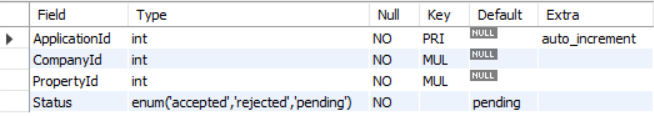 Field Type Null Key Default Extra
ApplicationId int NO PRI NULL auto_increment
CompanyId int NO MUL NULL
PropertyId int NO MUL NULL
Status enum('accepted','rejected','pending') NO pending